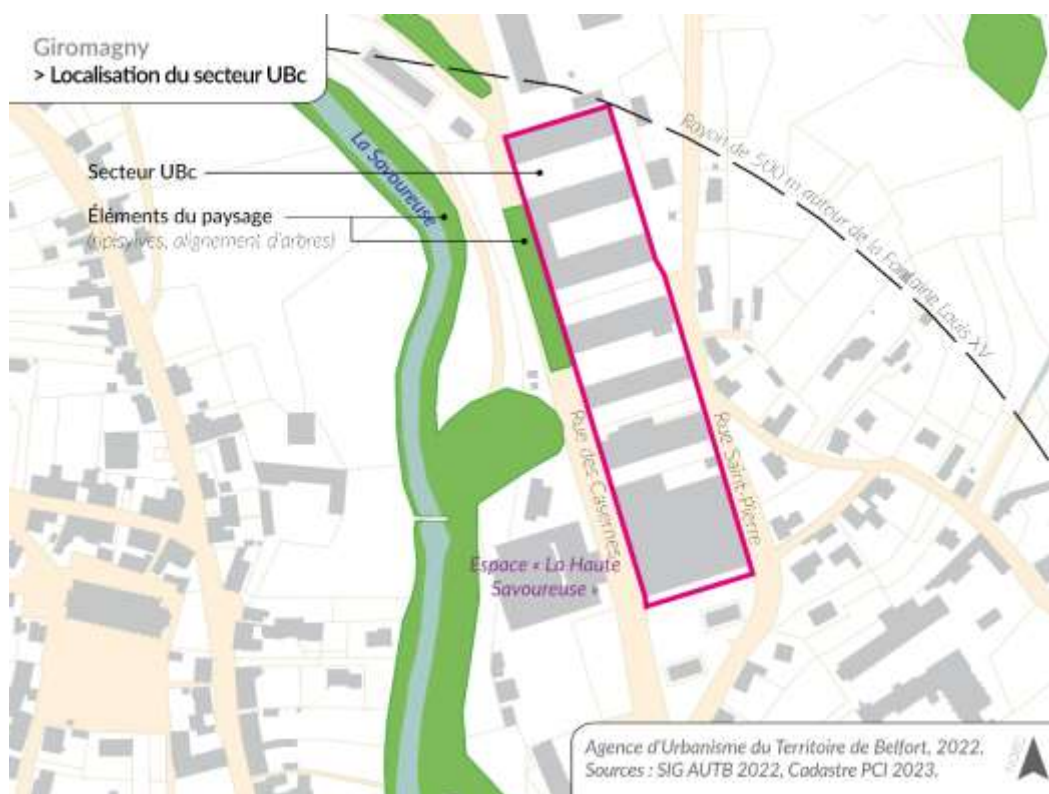 Giromagny
> Localisation du secteur UBc
La Savoureuse
Secteur UBc
Éléments du paysage
(ripisylves, alignement d'arbres)
Rayon de 500 m autour de la Fontaine Louis XV
Rue des Casernes
Rue Saint-Pierre
Espace « La Haute
Savoureuse »
Agence d'Urbanisme du Territoire de Belfort, 2022.
Sources : SIG AUTB 2022, Cadastre PCI 2023.
NORD